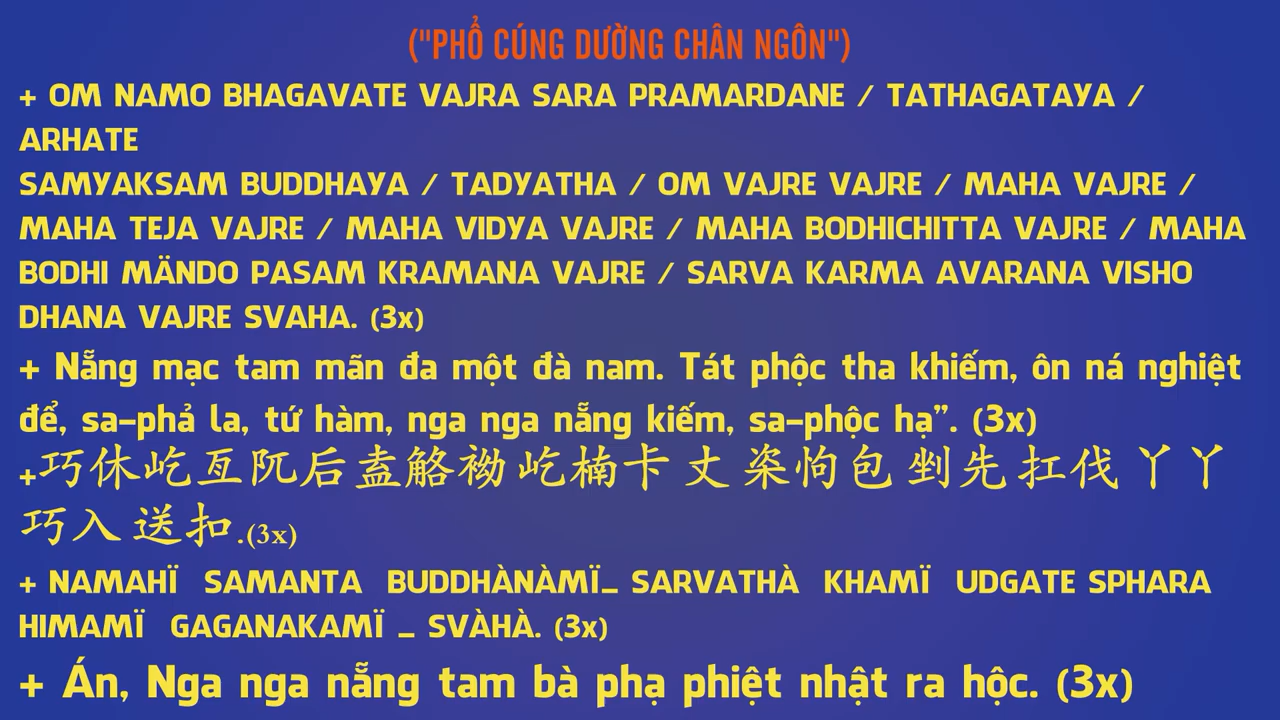 ("PHỔ CÚNG DƯỜNG CHÂN NGÔN")
+ OM NAMO BHAGAVATE VAJRA SARA PRAMARDANE / TATHAGATAYA /
ARHATE
SAMYAKSAM BUDDHAYA / TADYATHA / OM VAJRE VAJRE / MAHA VAJRE /
MAHA TEJA VAJRE / MAHA VIDYA VAJRE / MAHA BODHICHITTA VAJRE / MAHA
BODHI MÄNDO PASAM KRAMANA VAJRE / SARVA KARMA AVARANA VISHO
DHANA VAJRE SVAHA. (3x)
+ Nẵng mạc tam mãn đa một đà nam. Tát phộc tha khiếm, ôn ná nghiệt
để, sa-phả la, tứ hàm, nga nga nẵng kiếm, sa-phộc hạ”. (3x)
+巧休屹亙阢后盍觡袎屹楠卡丈粢怐包剉先扛伐丫丫
巧入送扣.(3x)
+ NAMAHÏ SAMANTA BUDDHÀNÀMÏ_ SARVATHÀ KHAMÏ UDGATE SPHARA
HIMAMÏ GAGANAKAMÏ _ SVÀHÀ. (3x)
+ Án, Nga nga nẵng tam bà phạ phiệt nhật ra hộc. (3x)